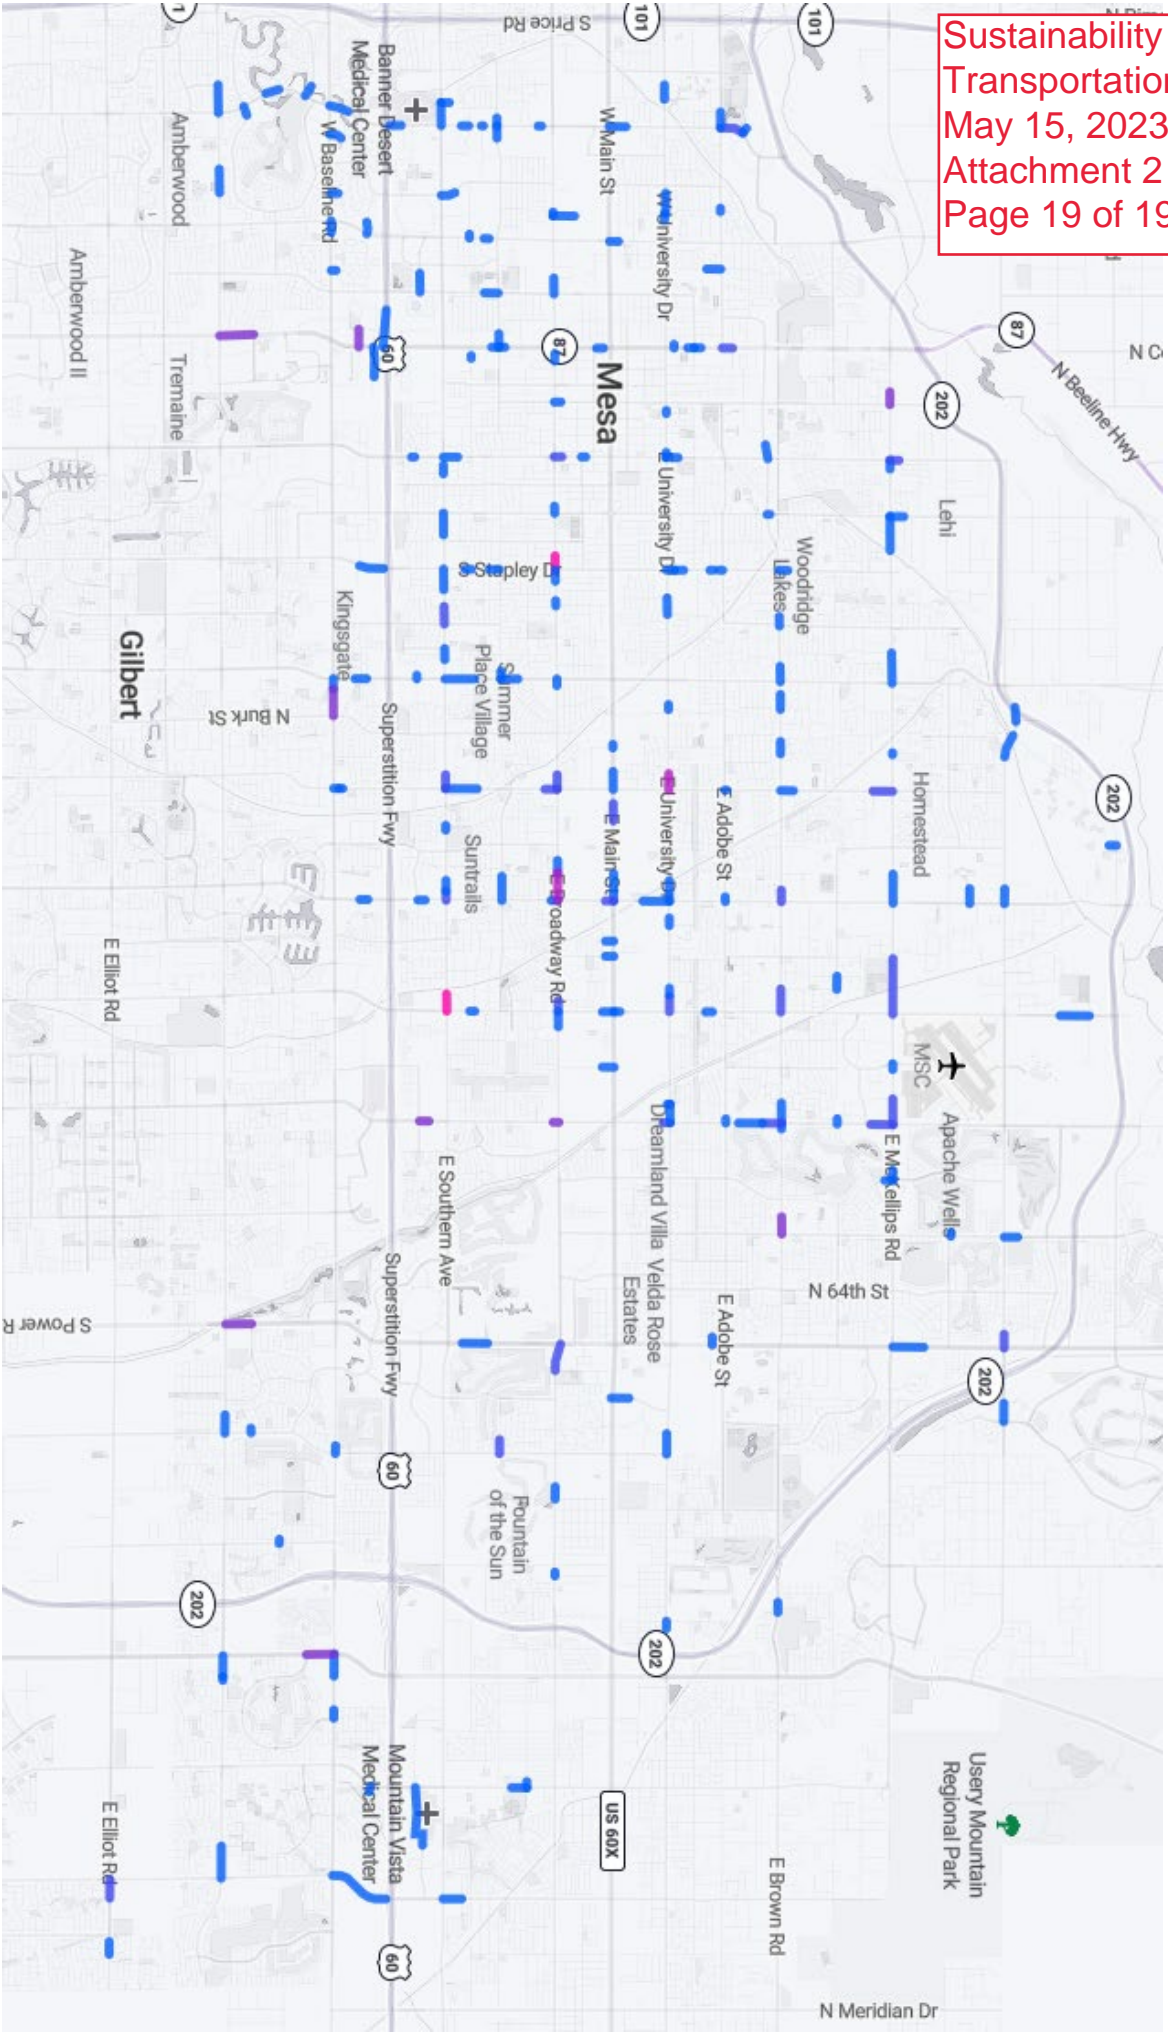 Sustainability
Transportation
May 15, 2023
Attachment 2
Page 19 of 19
S Price Rd
101
101
1
Banner Desert
Medical Center
W Baseline Rd
Amberwood
W Main St
W University Dr
Amberwood II
Tremaine
60
87
Mesa
87
N Beeline Hwy
202
Lehi
E University Dr
S Stapley Dr
Woodridge
Lakes
Kingsgate
Gilbert
N Burk St
Summer
Place Village
Superstition Fwy
Suntrails
E Main St
E University Dr
E Adobe St
Homestead
202
E Broadway Rd
E Elliot Rd
MSC
Apache Wells
E McKellips Rd
Dreamland Villa
Velda Rose
Estates
E Southern Ave
Superstition Fwy
N 64th St
E Adobe St
S Power R
202
60
Fountain
of the Sun
202
202
Mountain Vista
Medical Center
US 60X
Usery Mountain
Regional Park
E Elliot Rd
E Brown Rd
60
N Meridian Dr